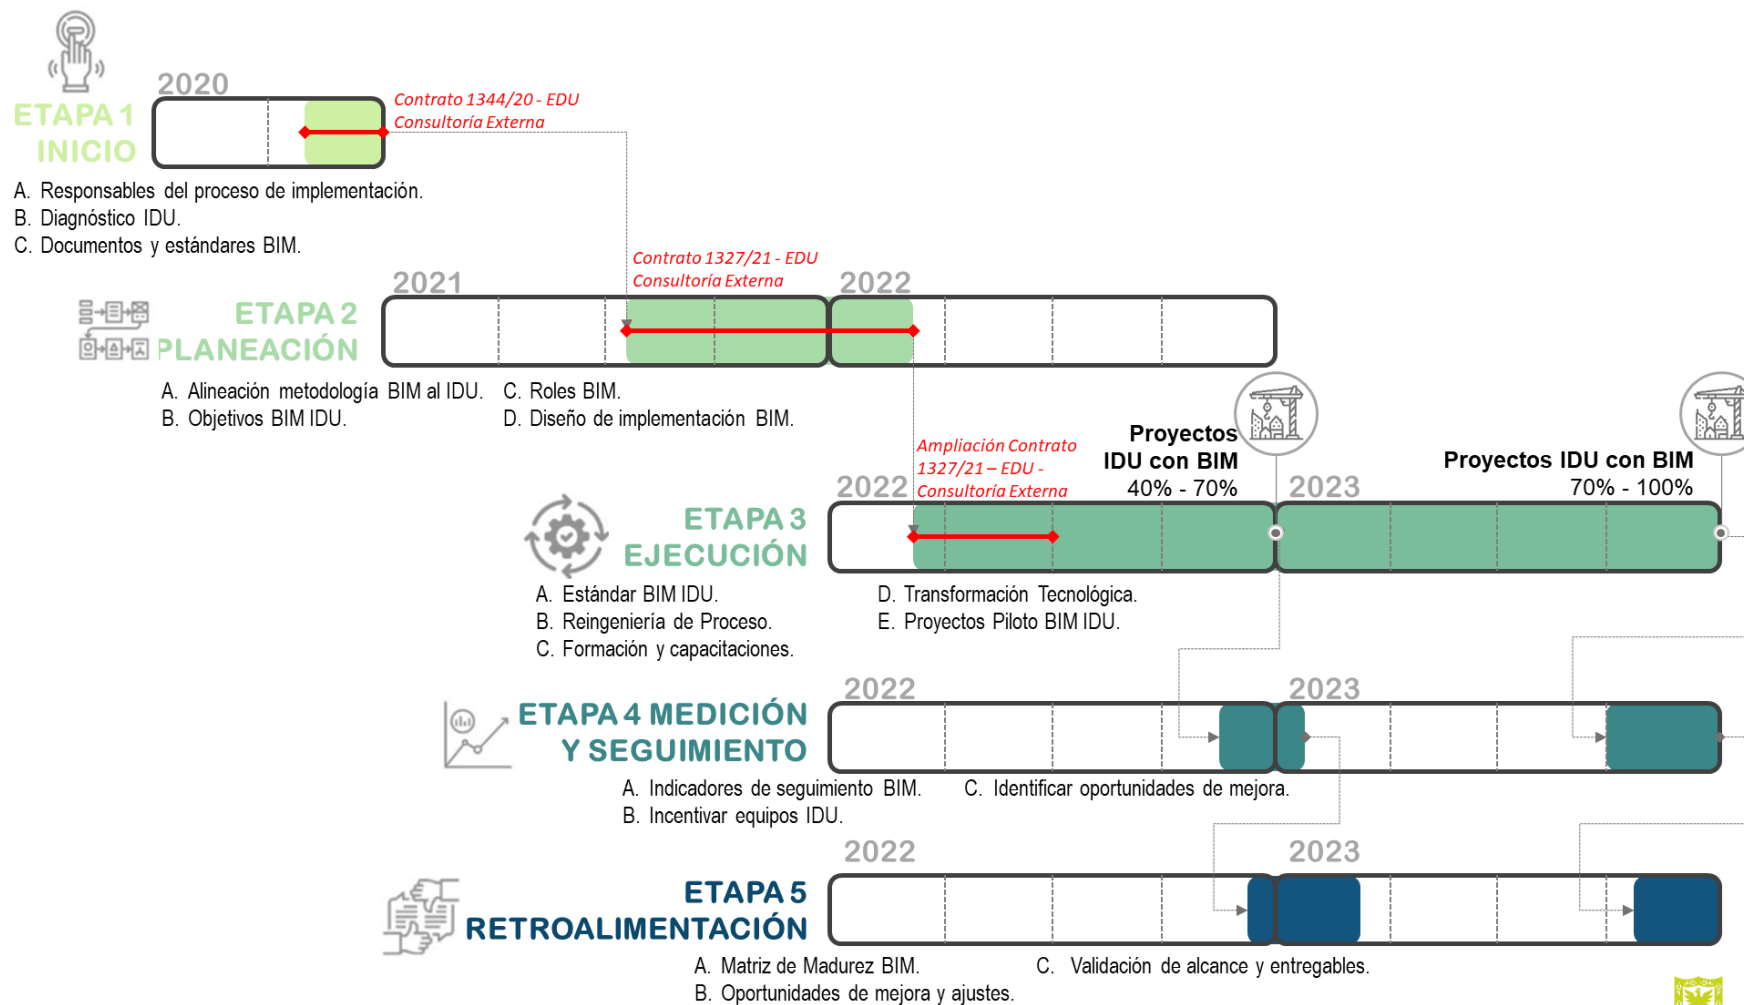 2020
ETAPA 1
INICIO
Contrato 1344/20 - EDU
Consultoría Externa
A. Responsables del proceso de implementación.
B. Diagnóstico IDU.
C. Documentos y estándares BIM.
Contrato 1327/21 - EDU
Consultoría Externa
2021
2022
ETAPA 2
PLANEACIÓN
A. Alineación metodología BIM al IDU.
B. Objetivos BIM IDU.
C. Roles BIM.
D. Diseño de implementación BIM.
Ampliación Contrato
1327/21 – EDU -
Consultoría Externa
Proyectos
IDU con BIM
40% - 70%
Proyectos IDU con BIM
70% - 100%
2022
2023
ETAPA 3
EJECUCIÓN
A. Estándar BIM IDU.
B. Reingeniería de Proceso.
C. Formación y capacitaciones.
D. Transformación Tecnológica.
E. Proyectos Piloto BIM IDU.
2022
2023
ETAPA 4 MEDICIÓN
Y SEGUIMIENTO
A. Indicadores de seguimiento BIM.
B. Incentivar equipos IDU.
C. Identificar oportunidades de mejora.
2022
2023
ETAPA 5
RETROALIMENTACIÓN
A. Matriz de Madurez BIM.
B. Oportunidades de mejora y ajustes.
C. Validación de alcance y entregables.